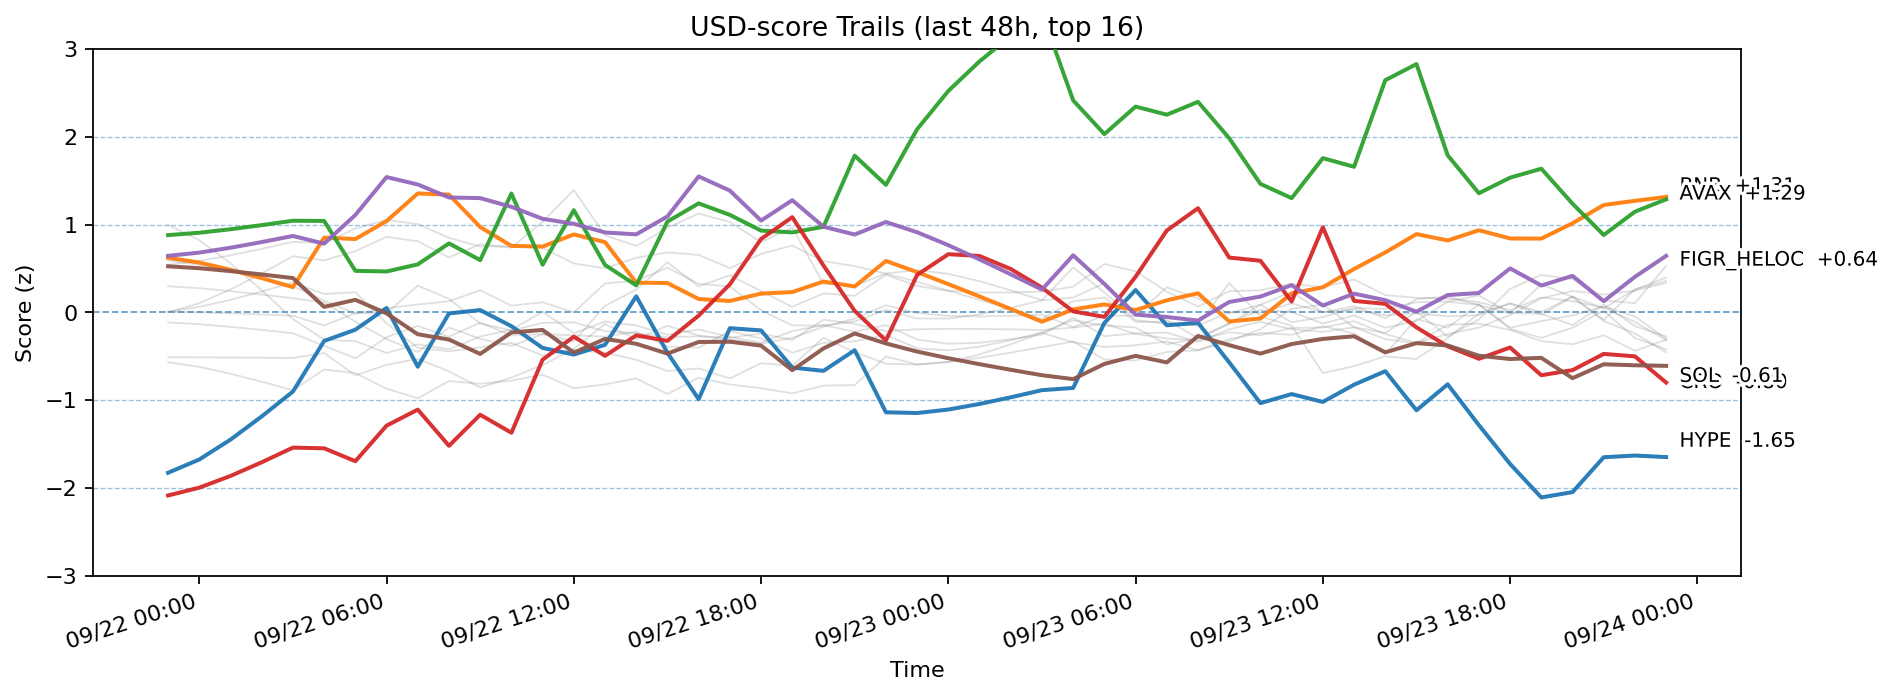 USD-score Trails (last 48h, top 16)
Score (z)
3
2
1
0
−1
−2
−3
+1.31
AVAX +1.29
FIGR_HELOC +0.64
SOL -0.61
HYPE -1.65
09/22 00:00
09/22 06:00
09/22 12:00
09/22 18:00
09/23 00:00
09/23 06:00
09/23 12:00
09/23 18:00
09/24 00:00
Time